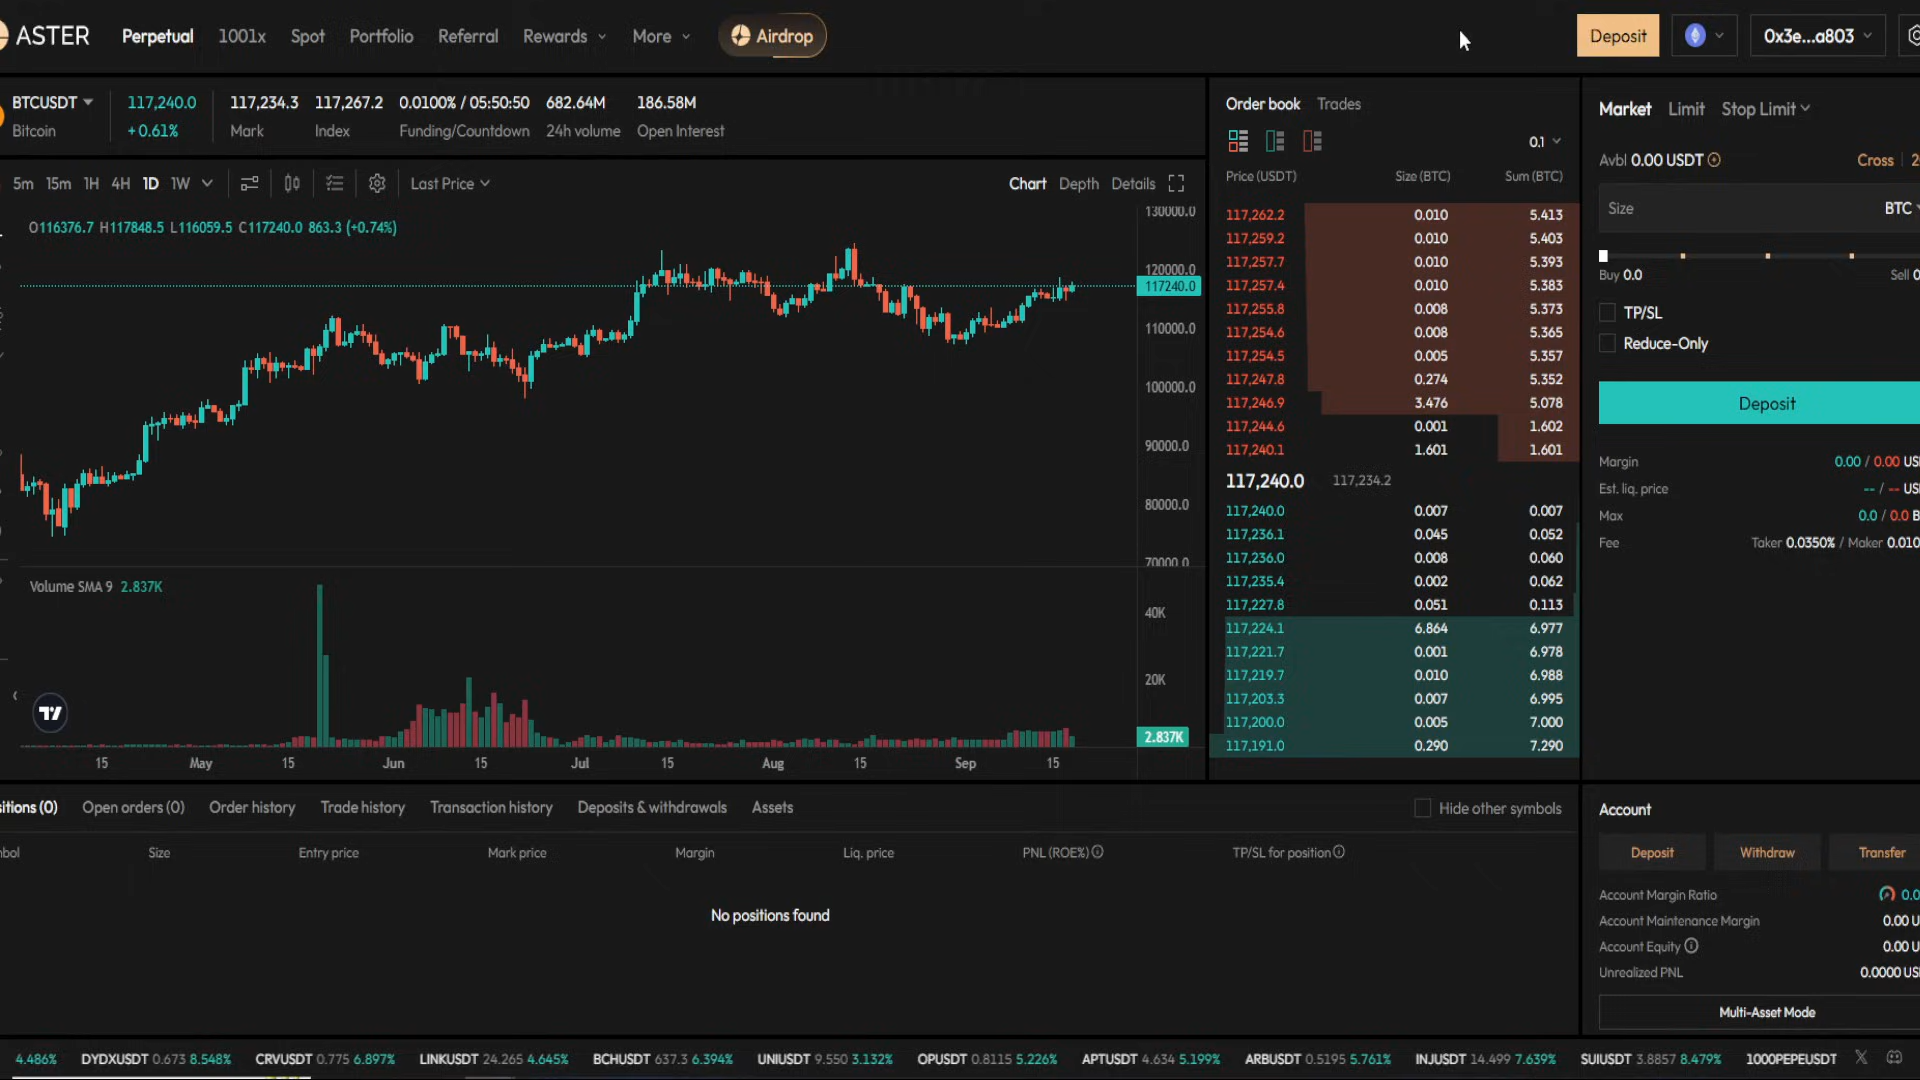 ASTER Perpetual 1001x Spot Portfolio Referral Rewards More Airdrop Deposit 0x3e...a803
BTCUSDT 117,240.0 117,234.3 117,267.2 0.0100% / 05:50:50 682.64M 186.58M
Bitcoin +0.61% Mark Index Funding/Countdown 24h volume Open Interest
5m 15m 1H 4H 1D 1W Last Price Chart Depth Details
O116376.7 H117848.5 L116059.5 C117240.0 863.3 (+0.74%)
130000.0
120000.0
117240.0
110000.0
100000.0
90000.0
80000.0
70000.0
Volume SMA 9 2.837K
40K
20K
2.837K
15 May 15 Jun 15 Jul 15 Aug 15 Sep 15
Order book Trades
0.1
Price (USDT) Size (BTC) Sum (BTC)
117,262.2 0.010 5.413
117,259.2 0.010 5.403
117,257.7 0.010 5.393
117,257.4 0.010 5.383
117,255.8 0.008 5.373
117,254.6 0.008 5.365
117,254.5 0.005 5.357
117,247.8 0.274 5.352
117,246.9 3.476 5.078
117,244.6 0.001 1.602
117,240.1 1.601 1.601
117,240.0 117,234.2
117,240.0 0.007 0.007
117,236.1 0.045 0.052
117,236.0 0.008 0.060
117,235.4 0.002 0.062
117,227.8 0.051 0.113
117,224.1 6.864 6.977
117,221.7 0.001 6.978
117,219.7 0.010 6.988
117,203.3 0.007 6.995
117,200.0 0.005 7.000
117,191.0 0.290 7.290
Market Limit Stop Limit
Avbl 0.00 USDT Cross 2
Size BTC
Buy 0.0 Sell 0
TP/SL
Reduce-Only
Deposit
Margin 0.00 / 0.00 US
Est. liq. price -- / -- US
Max 0.0 / 0.0 B
Fee Taker 0.0350% / Maker 0.010
itions (0) Open orders (0) Order history Trade history Transaction history Deposits & withdrawals Assets Hide other symbols
bol Size Entry price Mark price Margin Liq. price PNL (ROE%) TP/SL for position
No positions found
Account
Deposit Withdraw Transfer
Account Margin Ratio 0.0
Account Maintenance Margin 0.00 U
Account Equity 0.00 U
Unrealized PNL 0.0000 US
Multi-Asset Mode
4.486% DYDXUSDT 0.673 8.548% CRVUSDT 0.775 6.897% LINKUSDT 24.265 4.645% BCHUSDT 637.3 6.394% UNIUSDT 9.550 3.132% OPUSDT 0.8115 5.226% APTUSDT 4.634 5.199% ARBUSDT 0.5195 5.761% INJUSDT 14.499 7.639% SUIUSDT 3.8857 8.479% 1000PEPEUSDT